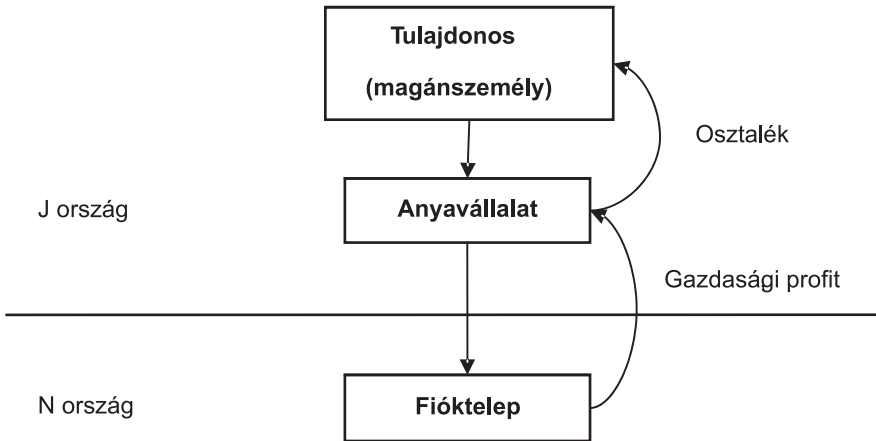 Tulajdonos
(magánszemély)
Osztalék
J ország
Anyavállalat
Gazdasági profit
N ország
Fióktelep